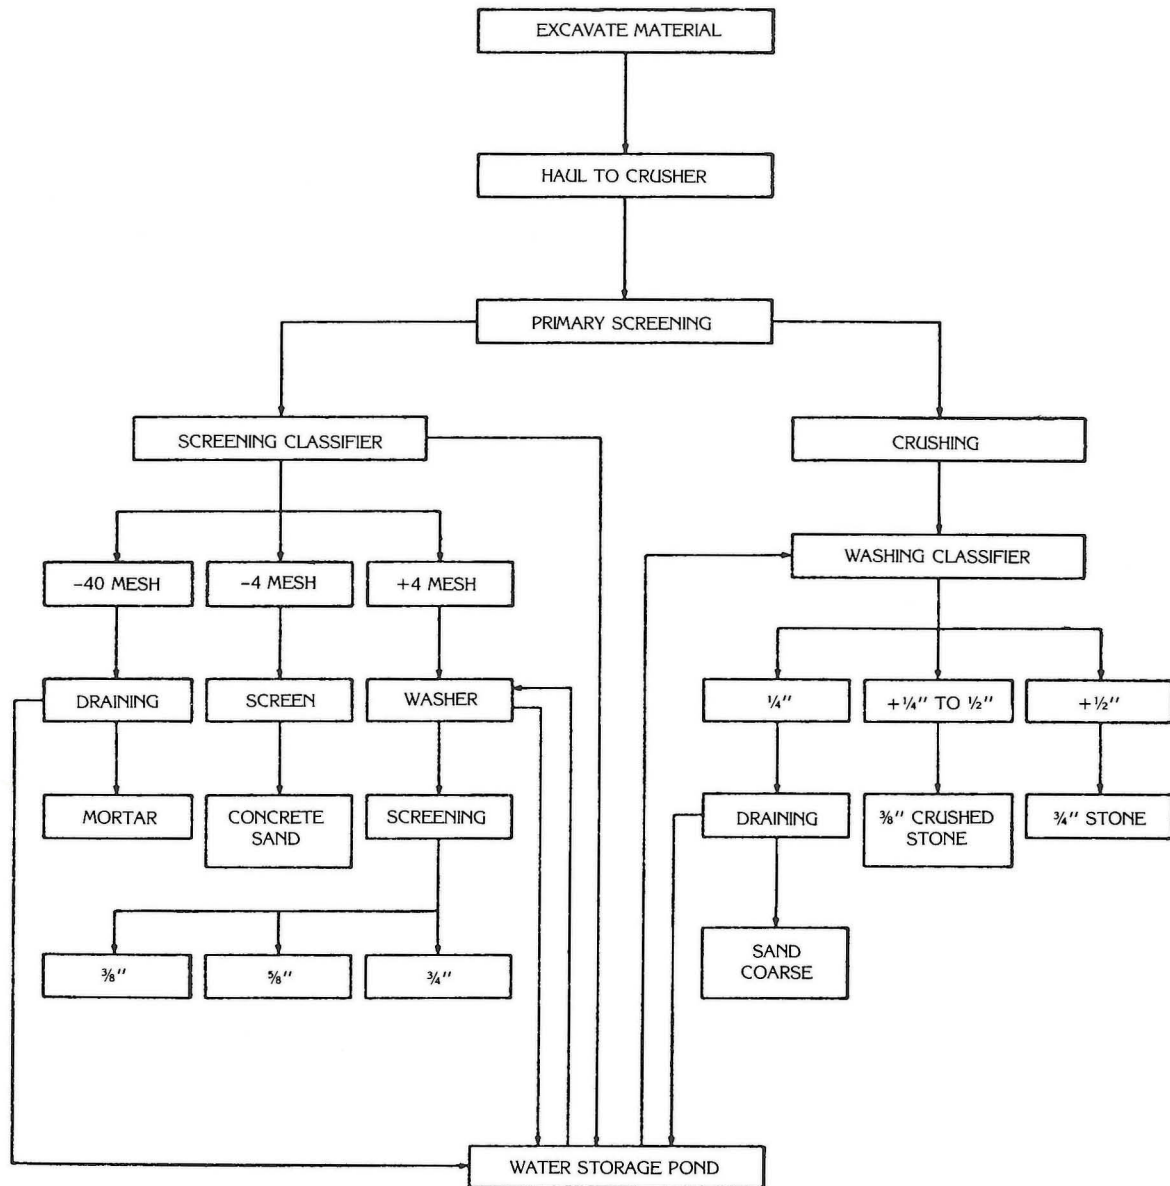 EXCAVATE MATERIAL
HAUL TO CRUSHER
PRIMARY SCREENING
SCREENING CLASSIFIER
CRUSHING
WASHING CLASSIFIER
-40 MESH
-4 MESH
+4 MESH
DRAINING
SCREEN
WASHER
¼"
+¼" TO ½"
+½"
MORTAR
CONCRETE
SAND
SCREENING
DRAINING
⅜" CRUSHED
STONE
¾" STONE
⅜"
⅝"
¾"
SAND
COARSE
WATER STORAGE POND